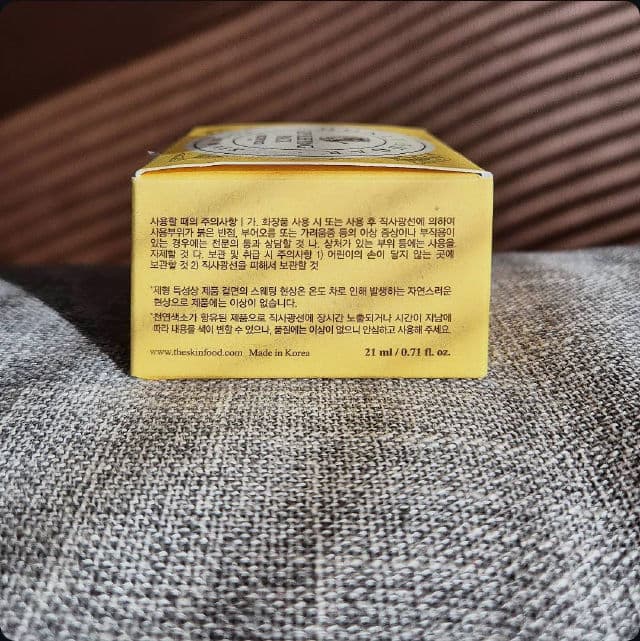 사용할 때의 주의사항 | 가. 화장품 사용 시 또는 사용 후 직사광선에 의하여
사용부위가 붉은 반점, 부어오름 또는 가려움증 등의 이상 증상이나 부작용이
있는 경우에는 전문의 등과 상담할 것 나. 상처가 있는 부위 등에는 사용을
자제할 것 다. 보관 및 취급 시 주의사항 1) 어린이의 손이 닿지 않는 곳에
보관할 것 2) 직사광선을 피해서 보관할 것
*제형 특성상 제품 겉면의 스웨팅 현상은 온도 차로 인해 발생하는 자연스러운
현상으로 제품에는 이상이 없습니다.
*천연색소가 함유된 제품으로 직사광선에 장시간 노출되거나 시간이 지남에
따라 내용물 색이 변할 수 있으나, 품질에는 이상이 없으니 안심하고 사용해 주세요.
www.theskinfood.com Made in Korea
21 ml / 0.71 fl. oz.